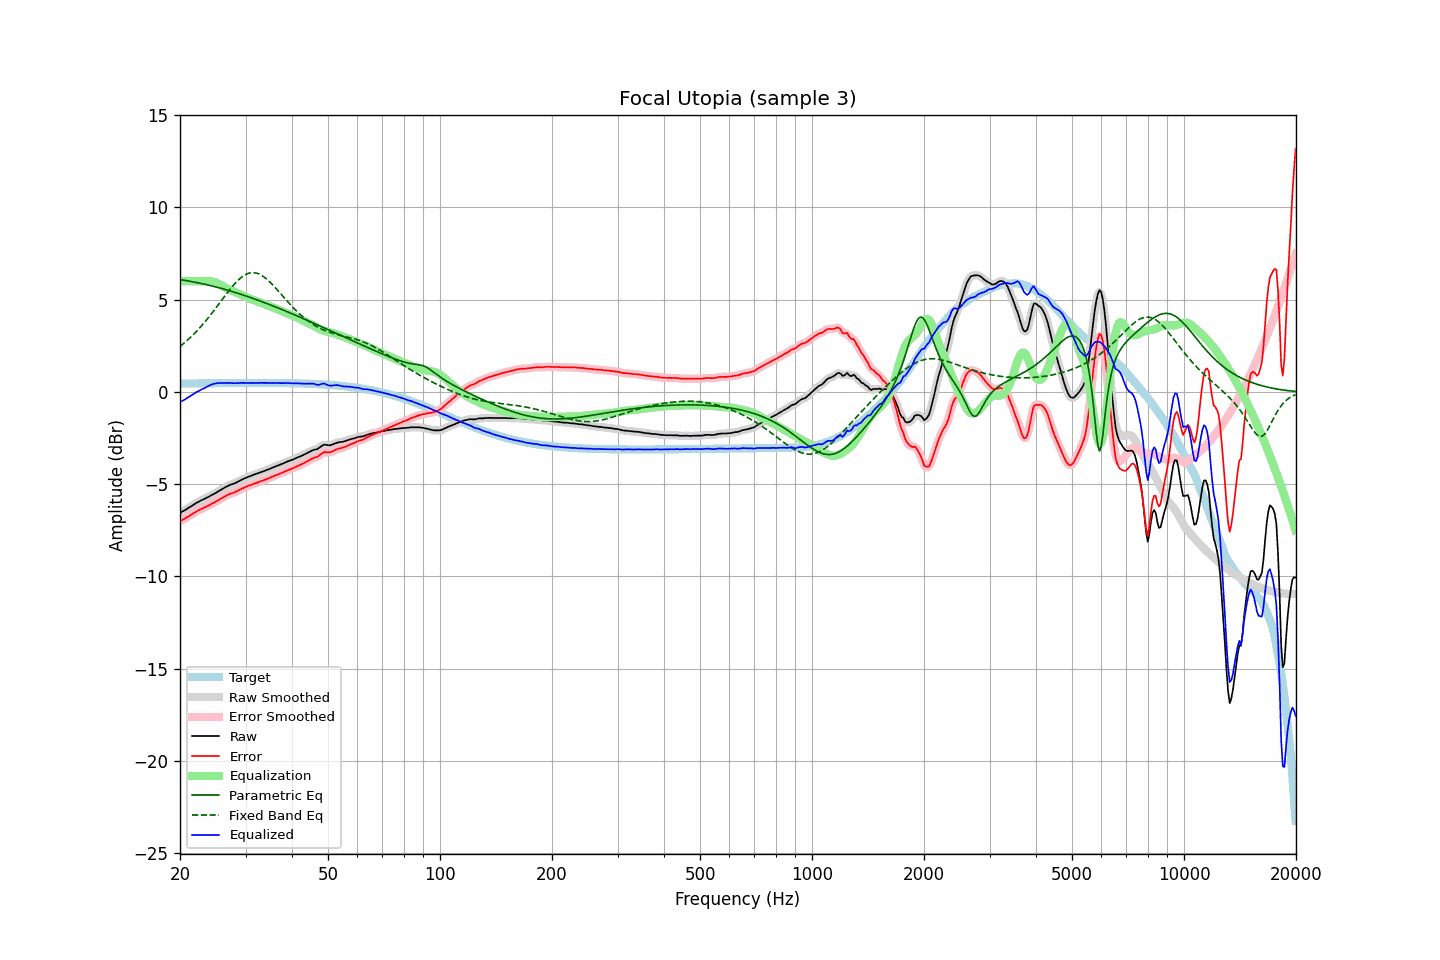 Focal Utopia (sample 3)
15
10
5
0
−5
−10
−15
−20
−25
Amplitude (dBr)
Target
Raw Smoothed
Error Smoothed
Raw
Error
Equalization
Parametric Eq
Fixed Band Eq
Equalized
20 50 100 200 500 1000 2000 5000 10000 20000
Frequency (Hz)